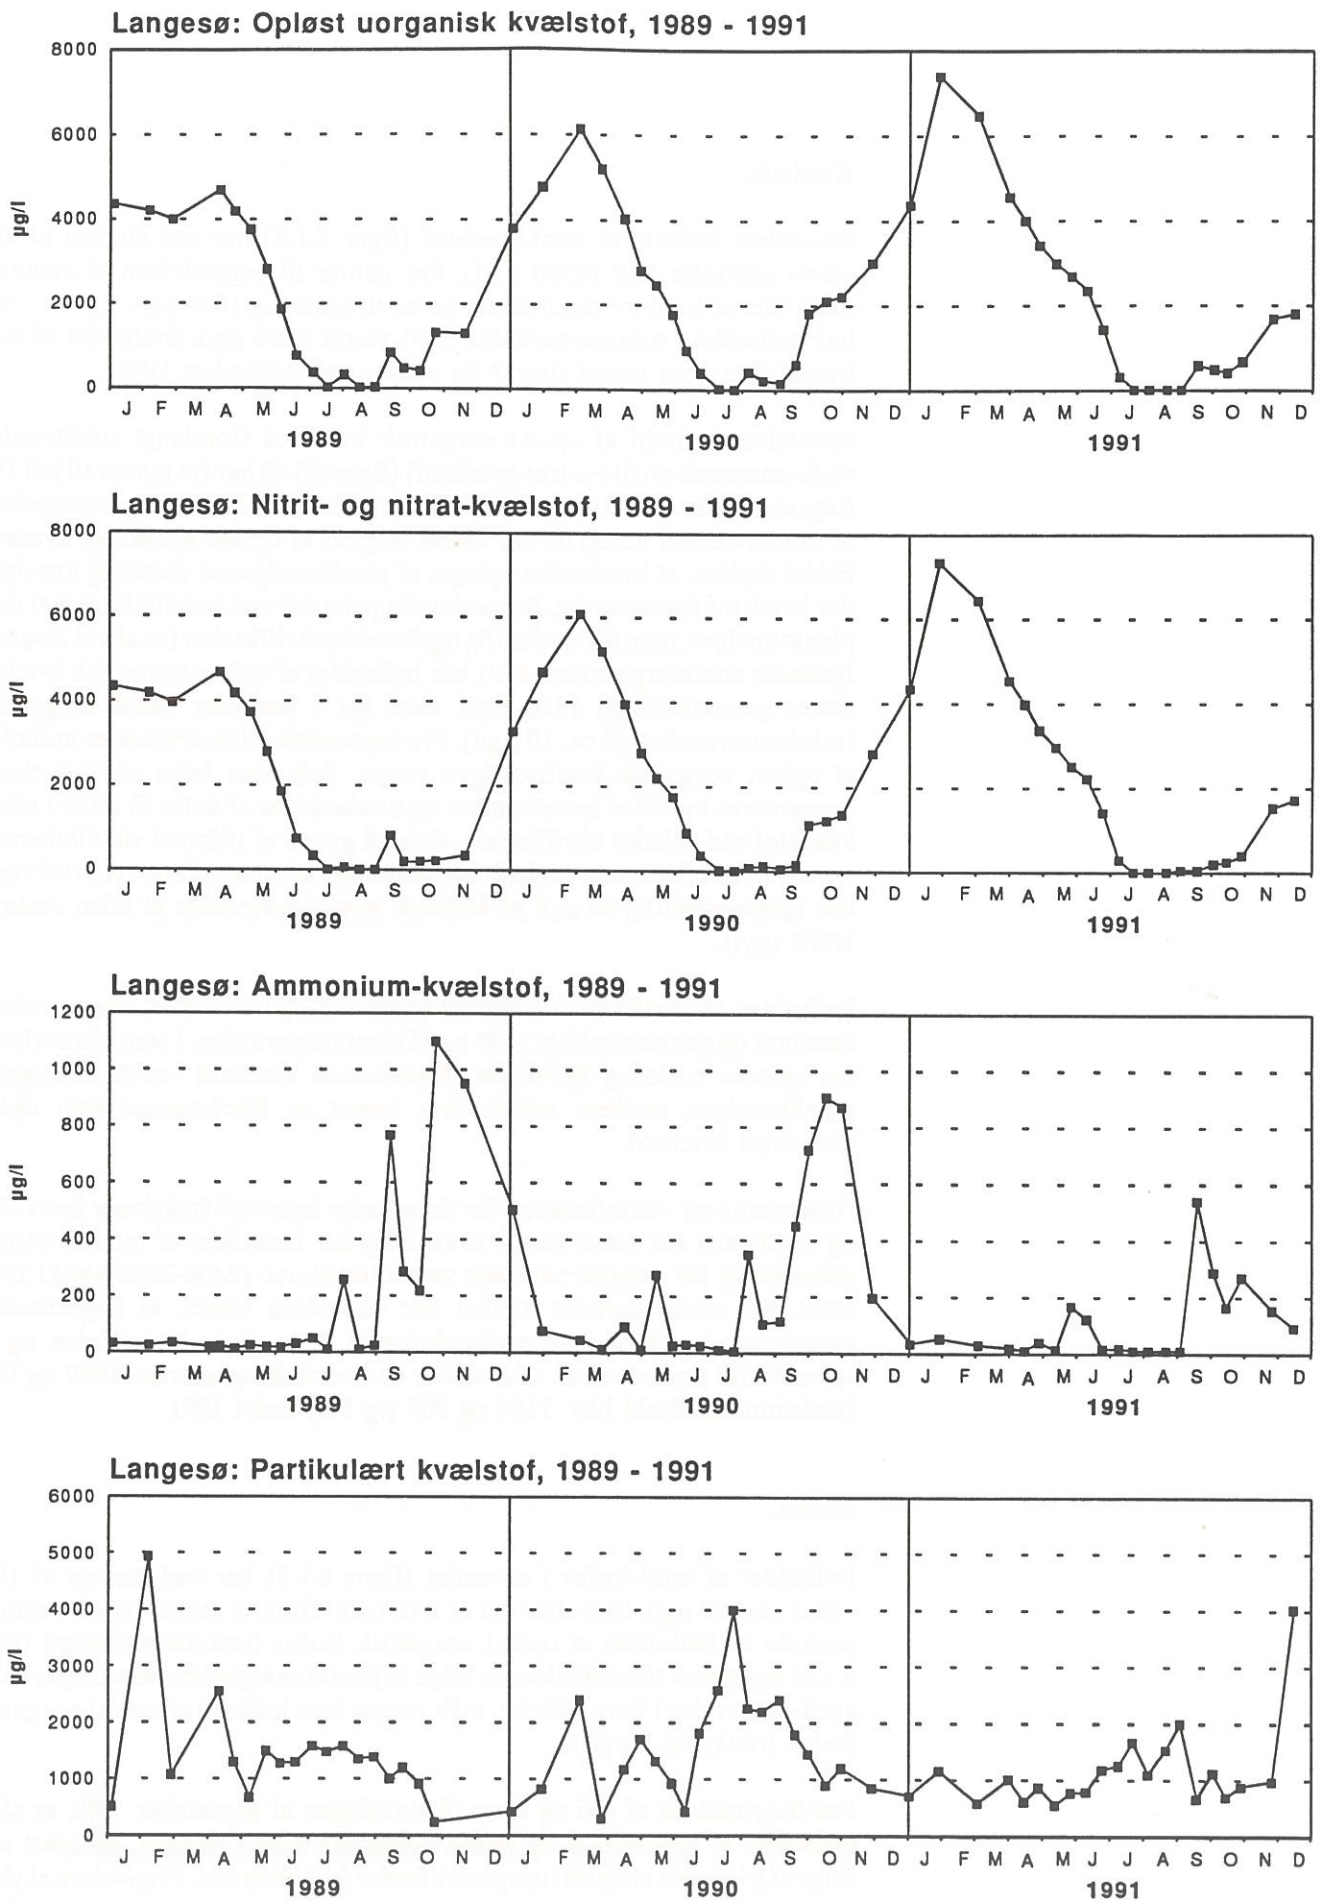 Langesø: Opløst uorganisk kvælstof, 1989 - 1991
8000
6000
4000
2000
0
µg/l
J F M A M J J A S O N D J F M A M J J A S O N D J F M A M J J A S O N D
1989 1990 1991
Langesø: Nitrit- og nitrat-kvælstof, 1989 - 1991
8000
6000
4000
2000
0
µg/l
J F M A M J J A S O N D J F M A M J J A S O N D J F M A M J J A S O N D
1989 1990 1991
Langesø: Ammonium-kvælstof, 1989 - 1991
1200
1000
800
600
400
200
0
µg/l
J F M A M J J A S O N D J F M A M J J A S O N D J F M A M J J A S O N D
1989 1990 1991
Langesø: Partikulært kvælstof, 1989 - 1991
6000
5000
4000
3000
2000
1000
0
µg/l
J F M A M J J A S O N D J F M A M J J A S O N D J F M A M J J A S O N D
1989 1990 1991